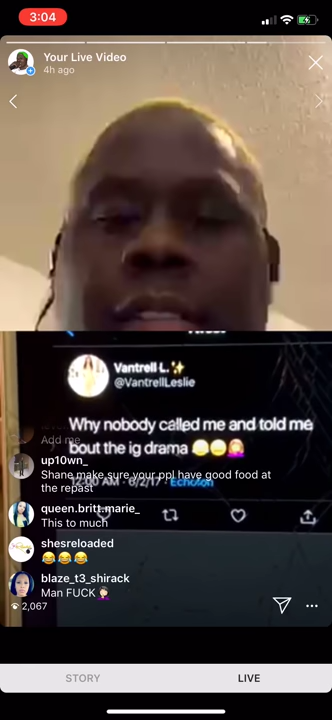 3:04
Your Live Video
4h ago
Vantrell L.✨
@VantrellLeslie
Why nobody called me and told me
bout the ig drama 😑😑🤦🏽‍♀️
AM · 6/2/17 · Echofon
Add me
up10wn_
Shane make sure your ppl have good food at
the repast
queen.britt.marie_
This to much
shesreloaded
😂😂😂
blaze_t3_shirack
Man FUCK🤦🏻‍♀️
2,067
STORY
LIVE